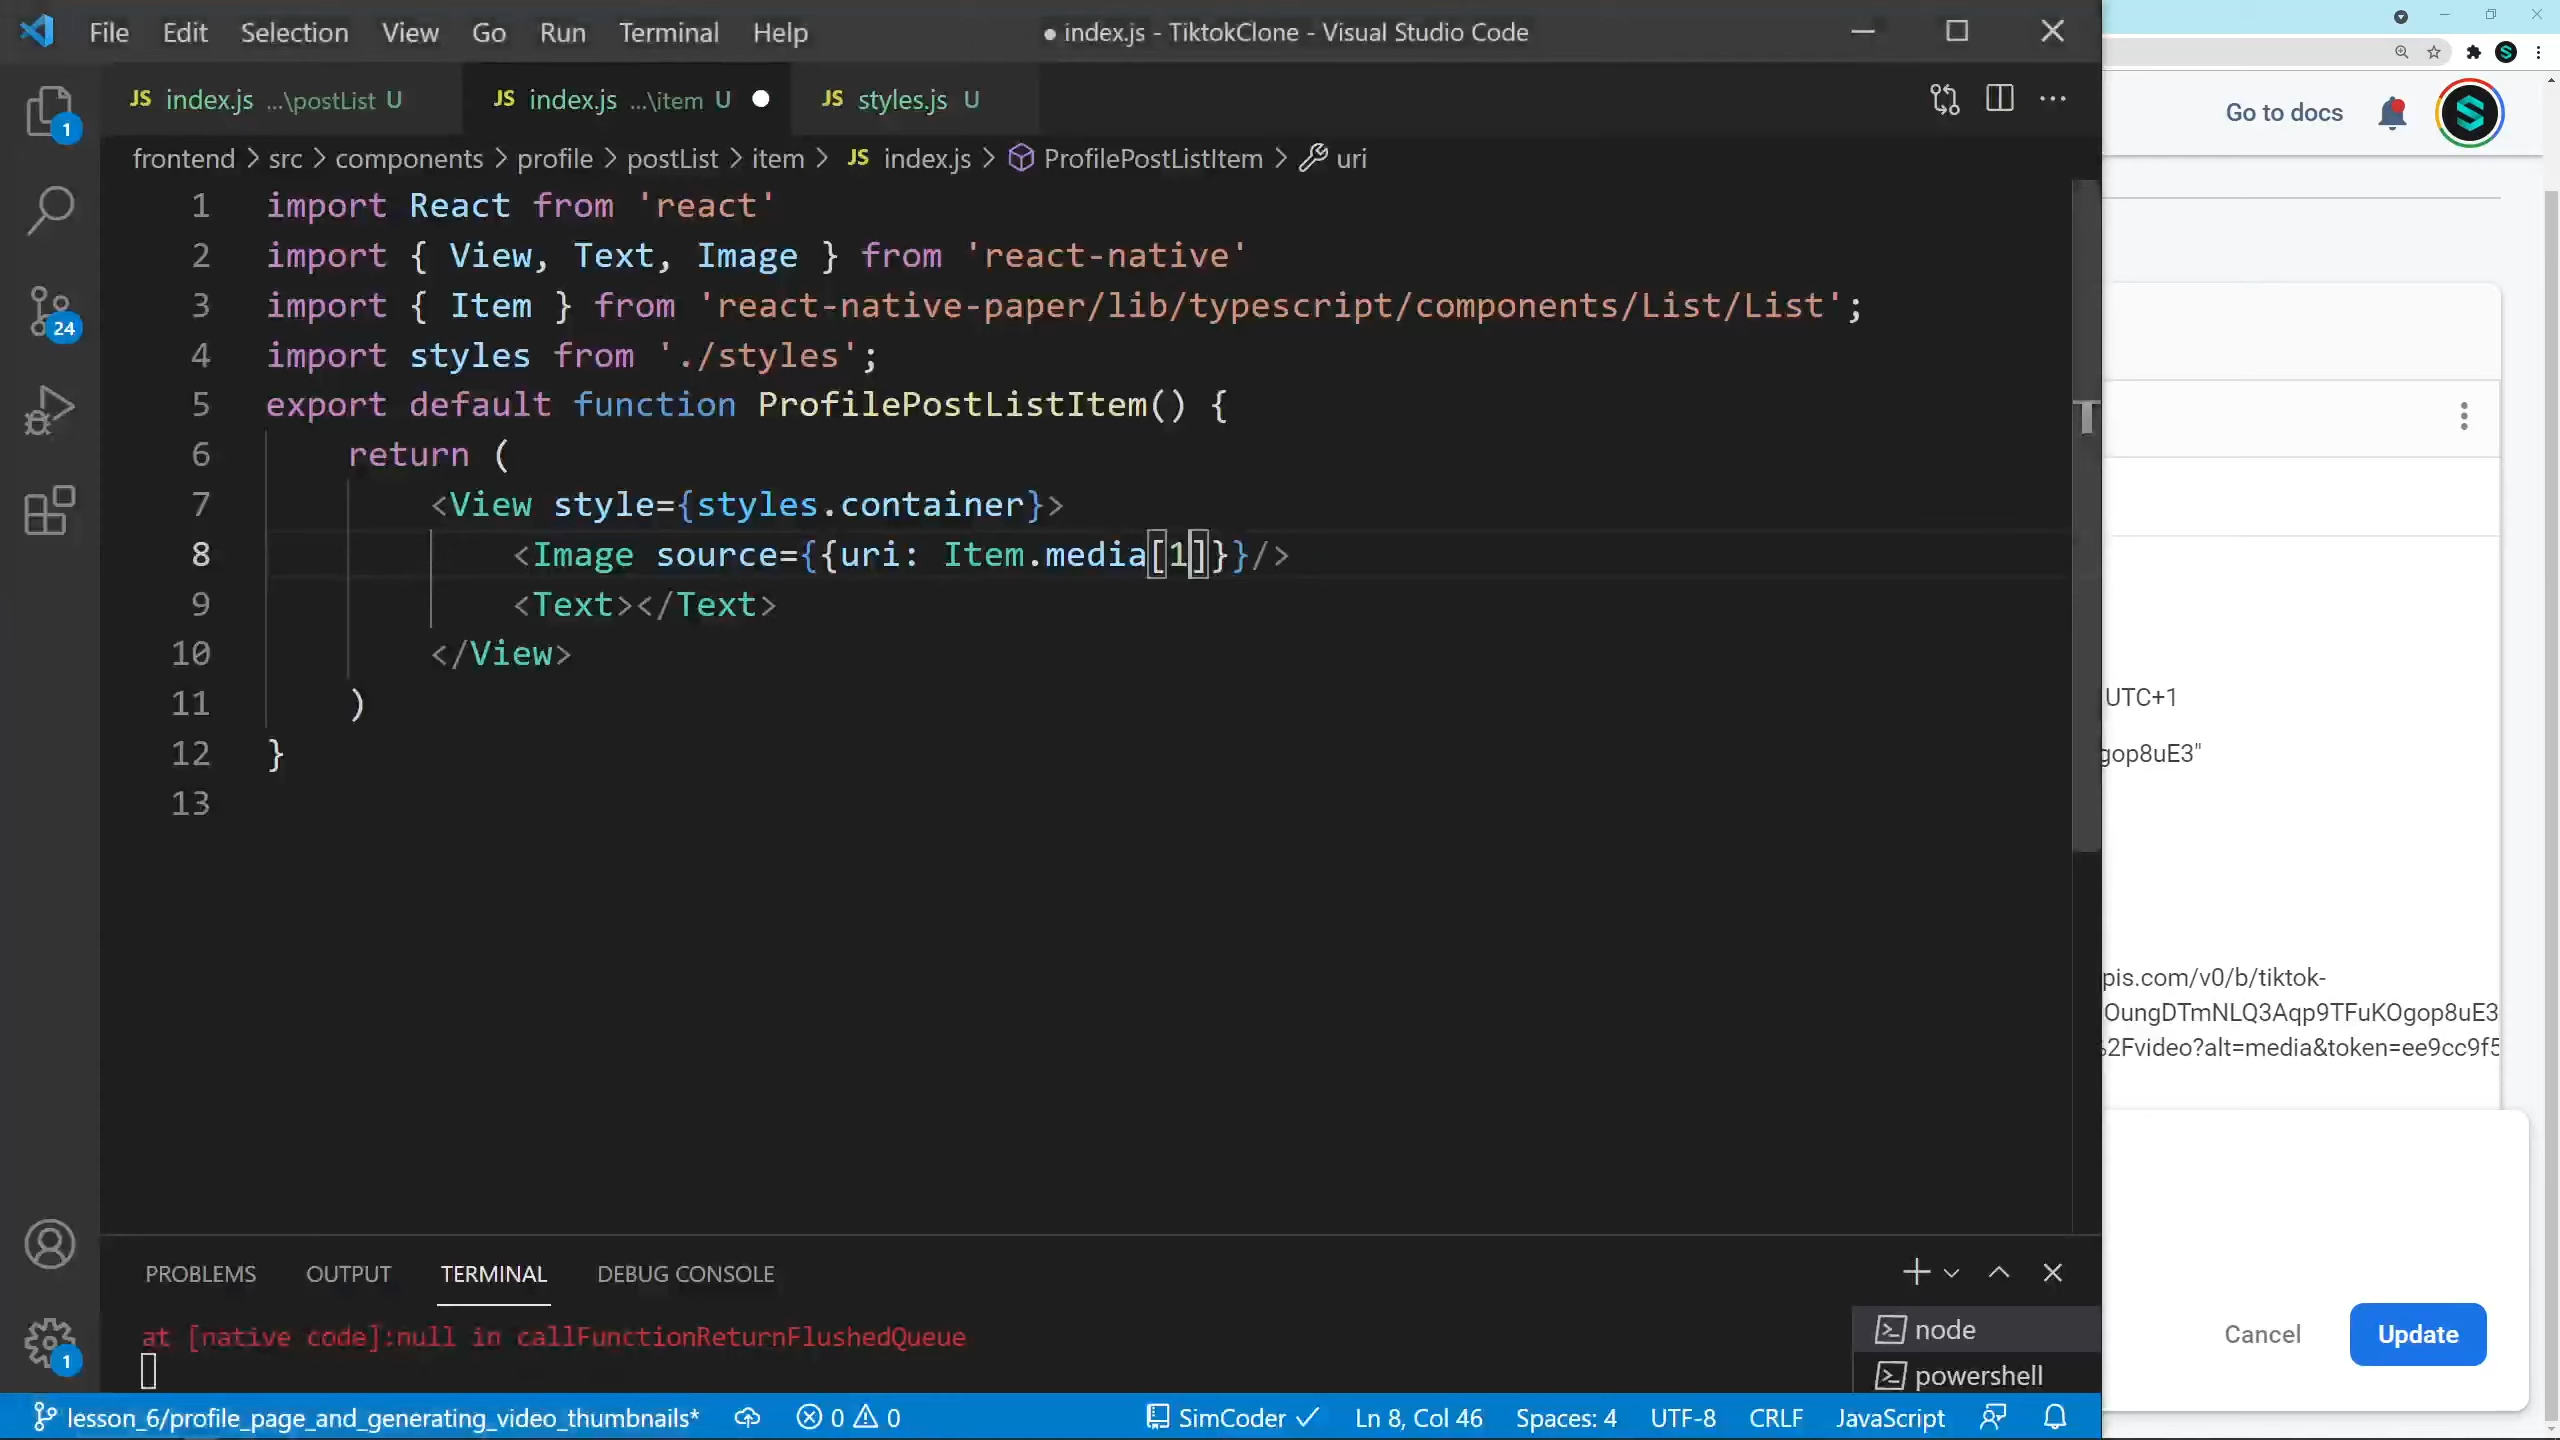 File Edit Selection View Go Run Terminal Help
● index.js - TiktokClone - Visual Studio Code
JS index.js ...\postList U
JS index.js ...\item U ●
JS styles.js U
frontend > src > components > profile > postList > item > JS index.js > ProfilePostListItem > uri
1 import React from 'react'
2 import { View, Text, Image } from 'react-native'
3 import { Item } from 'react-native-paper/lib/typescript/components/List/List';
4 import styles from './styles';
5 export default function ProfilePostListItem() {
6 return (
7 <View style={styles.container}>
8 <Image source={{uri: Item.media[1]}}/>
9 <Text></Text>
10 </View>
11 )
12 }
13
1
24
1
PROBLEMS OUTPUT TERMINAL DEBUG CONSOLE
at [native code]:null in callFunctionReturnFlushedQueue
node
powershell
lesson_6/profile_page_and_generating_video_thumbnails* 0 0 SimCoder Ln 8, Col 46 Spaces: 4 UTF-8 CRLF JavaScript
Go to docs
S
S
UTC+1
gop8uE3"
pis.com/v0/b/tiktok-
OungDTmNLQ3Aqp9TFuKOgop8uE3
2Fvideo?alt=media&token=ee9cc9f5
Cancel Update